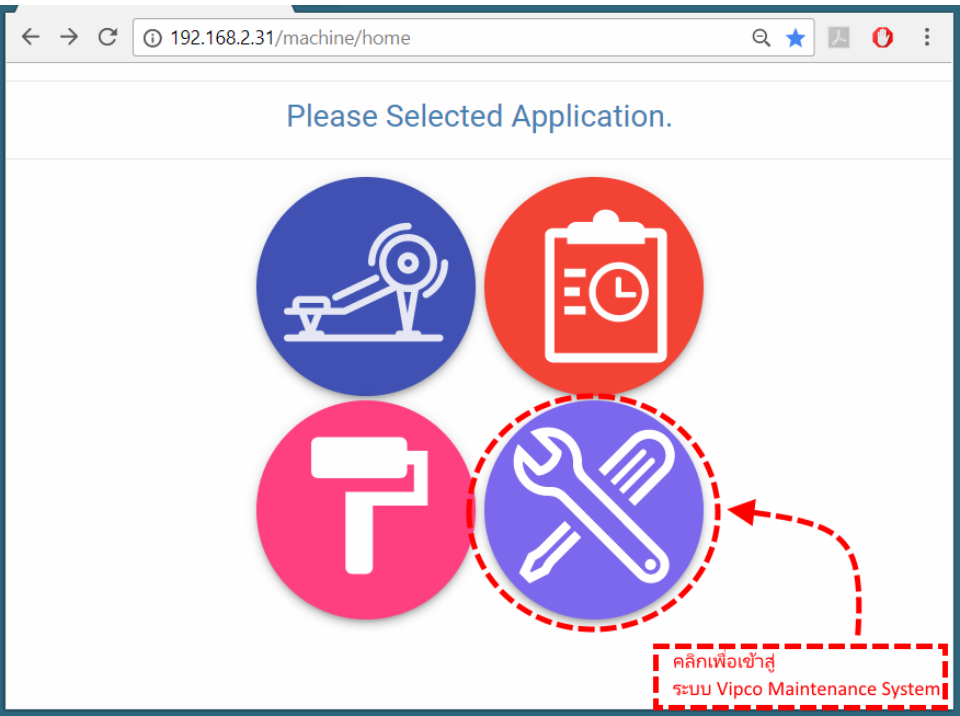 192.168.2.31/machine/home
Please Selected Application.
คลิกเพื่อเข้าสู่
ระบบ Vipco Maintenance System